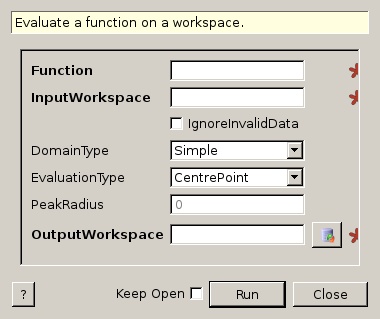 Evaluate a function on a workspace.
Function
InputWorkspace
IgnoreInvalidData
DomainType Simple
EvaluationType CentrePoint
PeakRadius 0
OutputWorkspace
? Keep Open Run Close